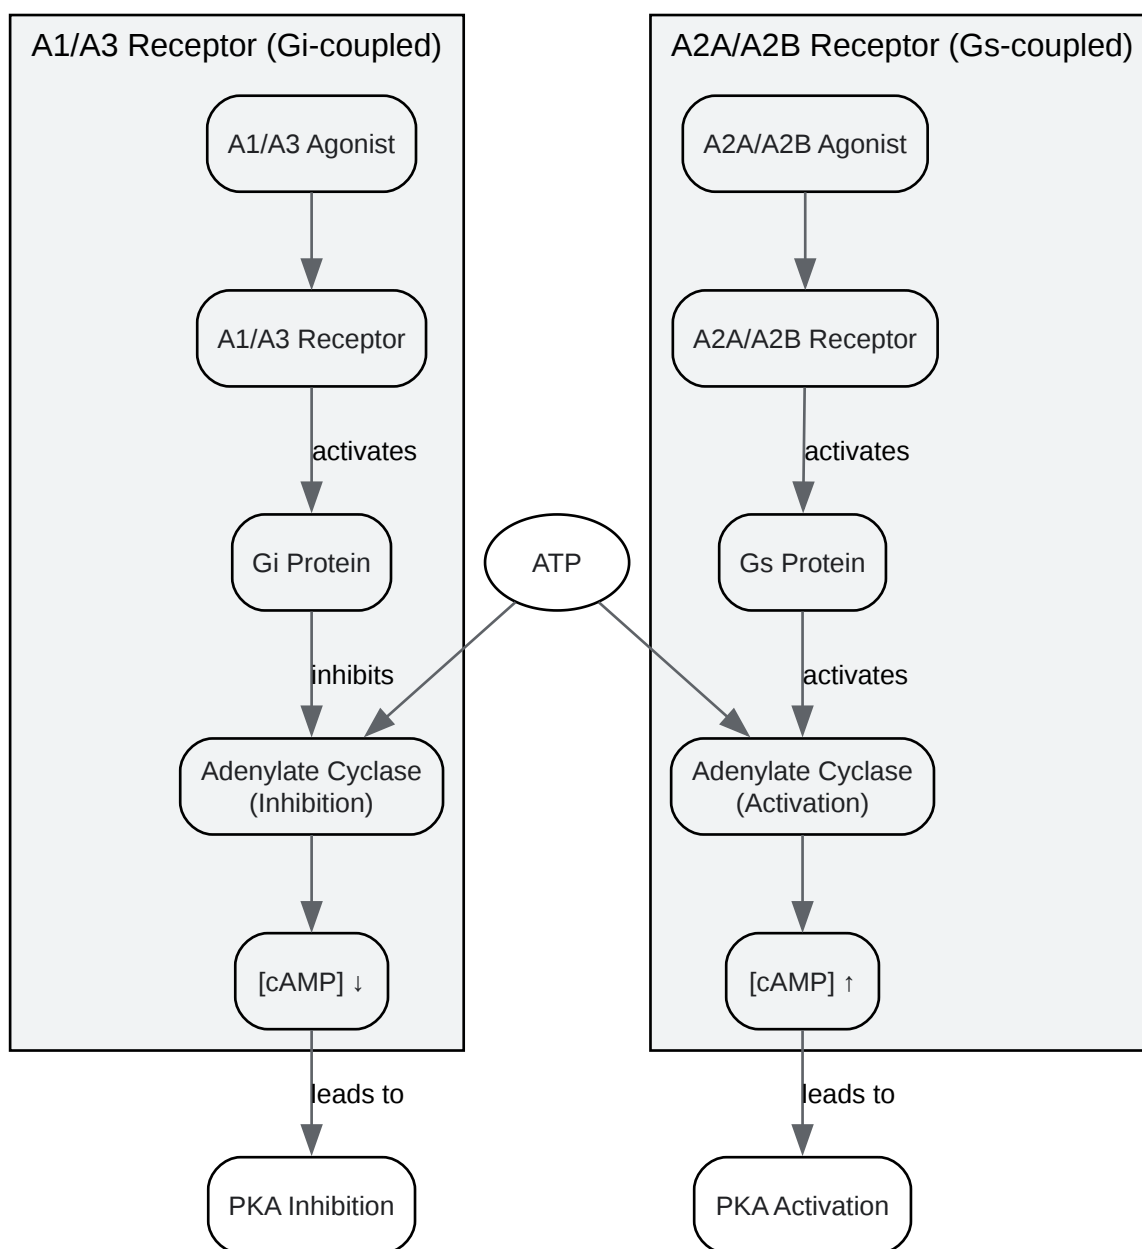 A1/A3 Receptor (Gi-coupled)
A1/A3 Agonist
A1/A3 Receptor
activates
Gi Protein
inhibits
Adenylate Cyclase
(Inhibition)
[cAMP] ↓
leads to
PKA Inhibition
ATP
A2A/A2B Receptor (Gs-coupled)
A2A/A2B Agonist
A2A/A2B Receptor
activates
Gs Protein
activates
Adenylate Cyclase
(Activation)
[cAMP] ↑
leads to
PKA Activation